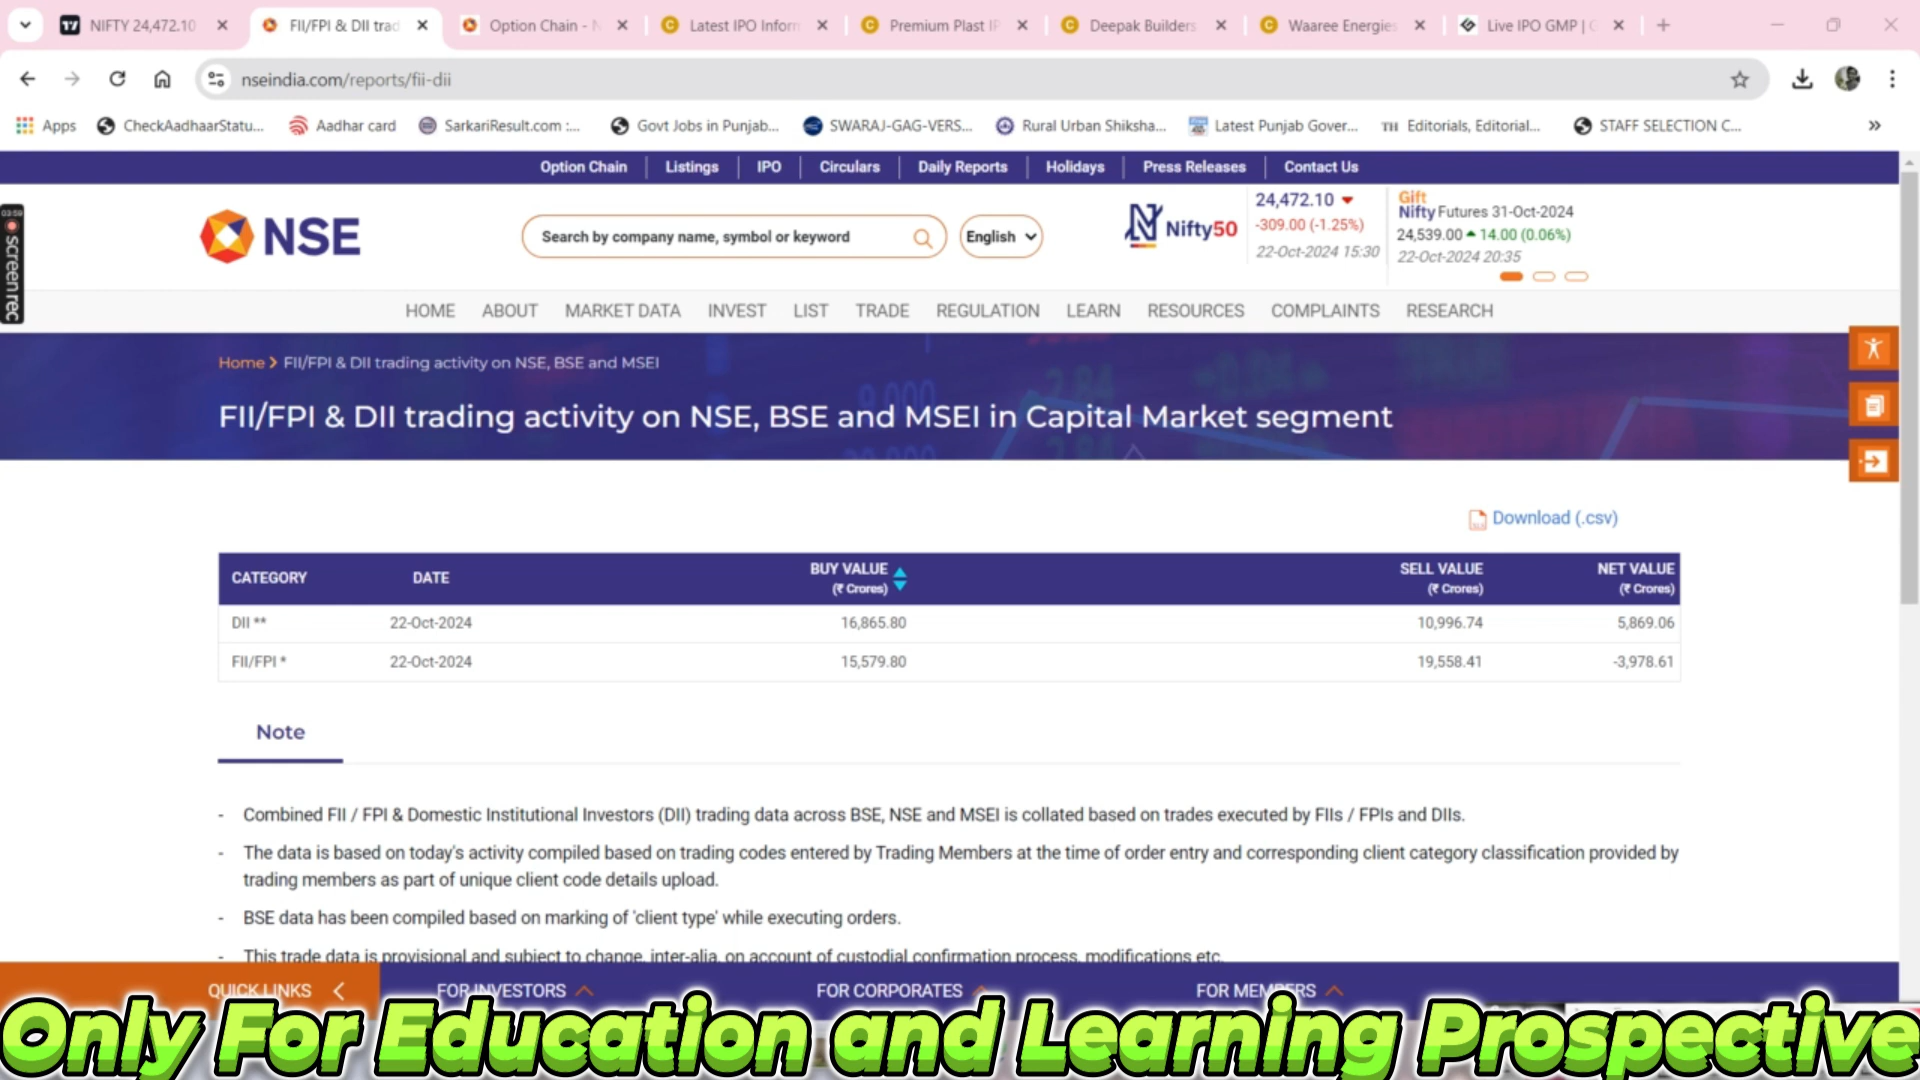 NIFTY 24,472.10
FII/FPI & DII trad
Option Chain - N
Latest IPO Inform
Premium Plast IP
Deepak Builders
Waaree Energies
Live IPO GMP | G
nseindia.com/reports/fii-dii
Apps
CheckAadhaarStatu...
Aadhar card
SarkariResult.com :...
Govt Jobs in Punjab...
SWARAJ-GAG-VERS...
Rural Urban Shiksha...
Latest Punjab Gover...
TH Editorials, Editorial...
STAFF SELECTION C...
Option Chain
Listings
IPO
Circulars
Daily Reports
Holidays
Press Releases
Contact Us
03:59
screenrec
NSE
Search by company name, symbol or keyword
English
Nifty50
24,472.10
-309.00 (-1.25%)
22-Oct-2024 15:30
Gift
Nifty Futures 31-Oct-2024
24,539.00 14.00 (0.06%)
22-Oct-2024 20:35
HOME ABOUT MARKET DATA INVEST LIST TRADE REGULATION LEARN RESOURCES COMPLAINTS RESEARCH
Home > FII/FPI & DII trading activity on NSE, BSE and MSEI
FII/FPI & DII trading activity on NSE, BSE and MSEI in Capital Market segment
Download (.csv)
CATEGORY DATE BUY VALUE (₹ Crores) SELL VALUE (₹ Crores) NET VALUE (₹ Crores)
DII ** 22-Oct-2024 16,865.80 10,996.74 5,869.06
FII/FPI * 22-Oct-2024 15,579.80 19,558.41 -3,978.61
Note
- Combined FII / FPI & Domestic Institutional Investors (DII) trading data across BSE, NSE and MSEI is collated based on trades executed by FIIs / FPIs and DIIs.
- The data is based on today's activity compiled based on trading codes entered by Trading Members at the time of order entry and corresponding client category classification provided by
trading members as part of unique client code details upload.
- BSE data has been compiled based on marking of 'client type' while executing orders.
- This trade data is provisional and subject to change, inter-alia, on account of custodial confirmation process, modifications etc.
QUICK LINKS
FOR INVESTORS
FOR CORPORATES
FOR MEMBERS
Only For Education and Learning Prospective